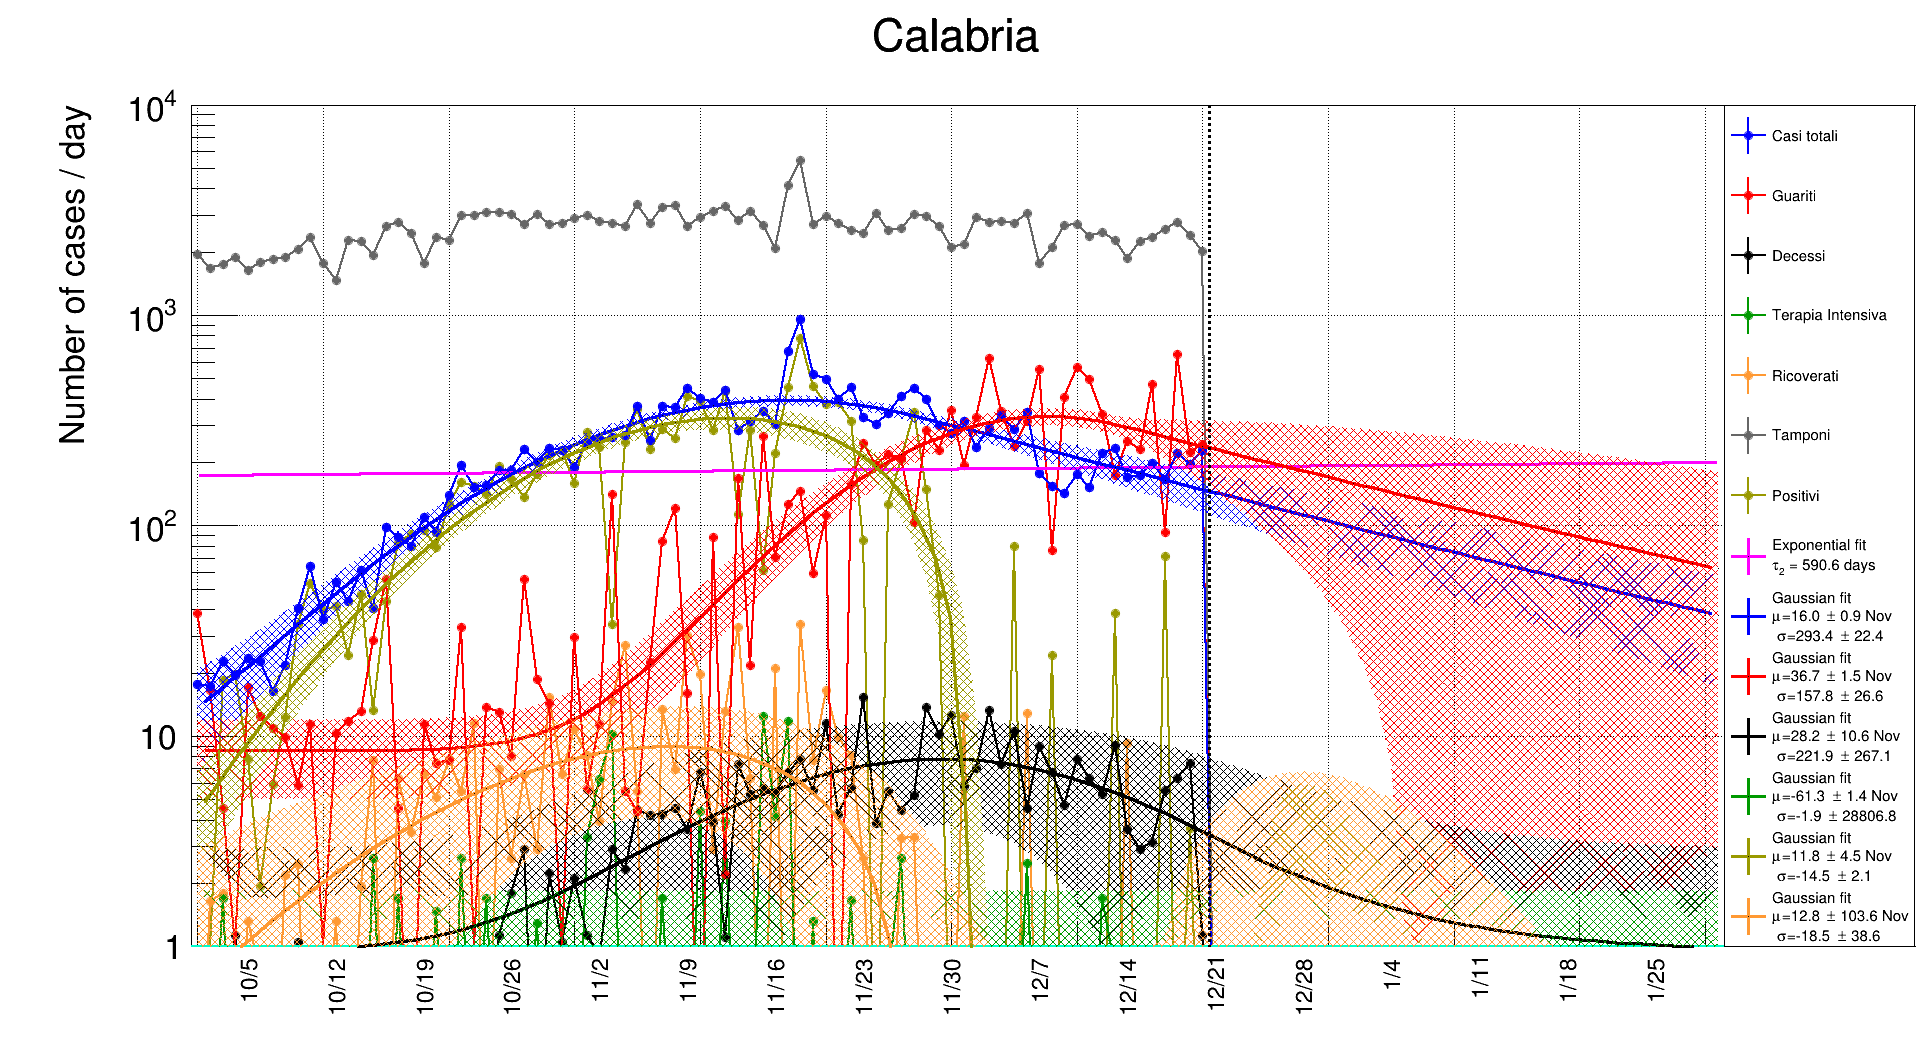 Calabria
Number of cases / day
10⁴
10³
10²
10
1
10/5
10/12
10/19
10/26
11/2
11/9
11/16
11/23
11/30
12/7
12/14
12/21
12/28
1/4
1/11
1/18
1/25
Casi totali
Guariti
Decessi
Terapia Intensiva
Ricoverati
Tamponi
Positivi
Exponential fit
τ₂ = 590.6 days
Gaussian fit
μ=16.0 ± 0.9 Nov
σ=293.4 ± 22.4
Gaussian fit
μ=36.7 ± 1.5 Nov
σ=157.8 ± 26.6
Gaussian fit
μ=28.2 ± 10.6 Nov
σ=221.9 ± 267.1
Gaussian fit
μ=-61.3 ± 1.4 Nov
σ=-1.9 ± 28806.8
Gaussian fit
μ=11.8 ± 4.5 Nov
σ=-14.5 ± 2.1
Gaussian fit
μ=12.8 ± 103.6 Nov
σ=-18.5 ± 38.6